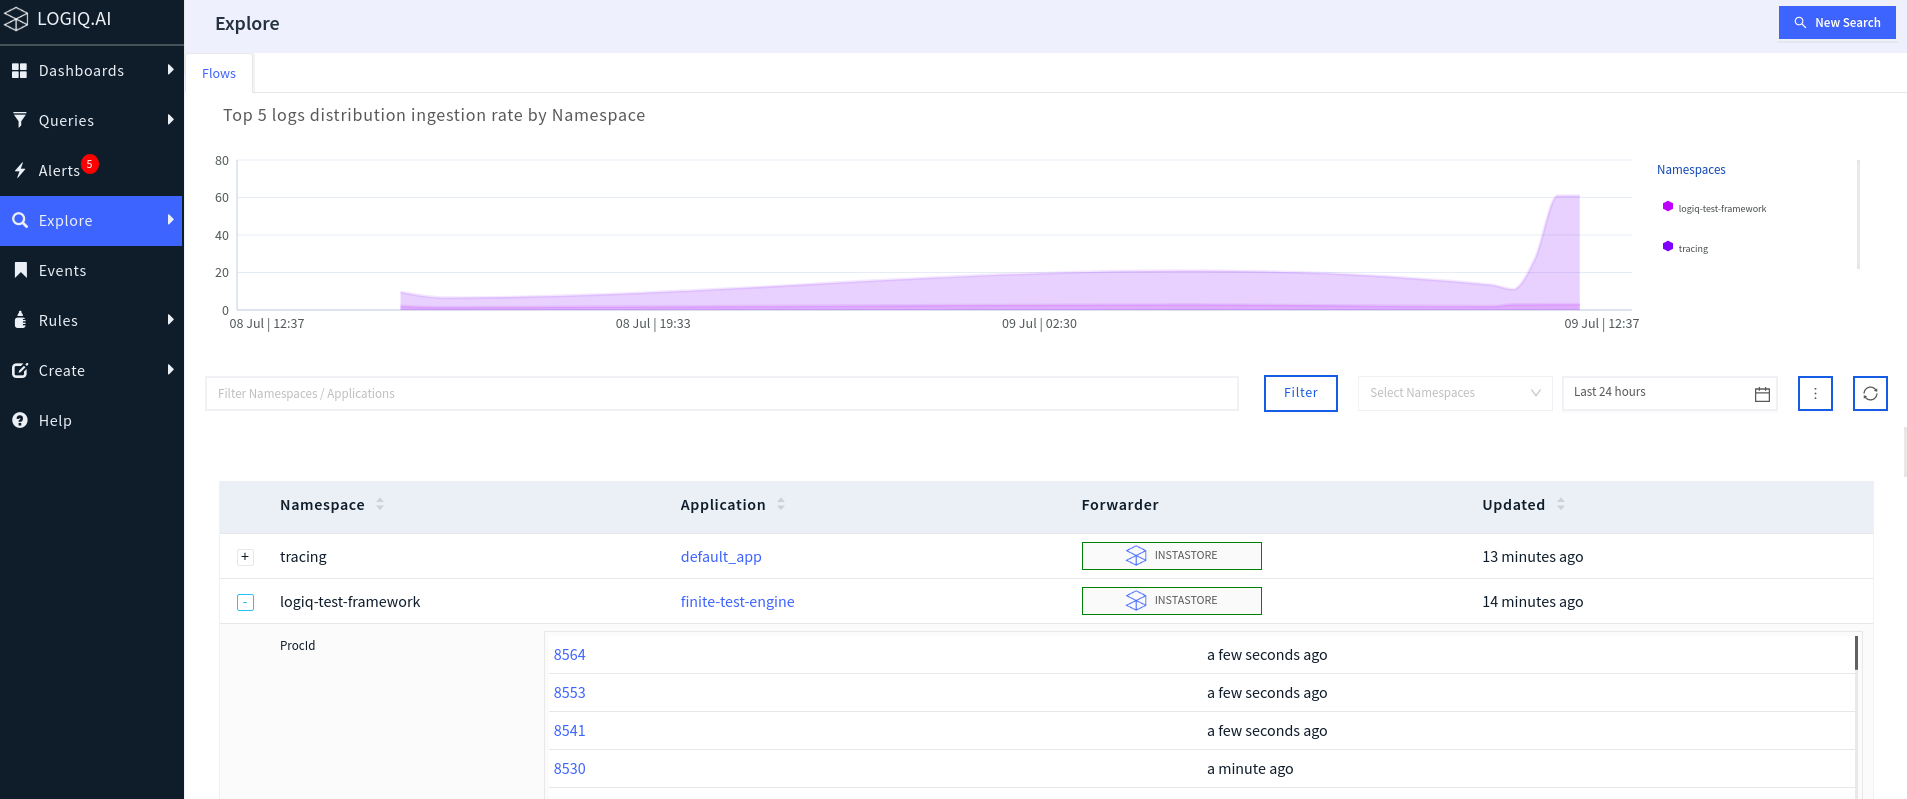 LOGIQ.AI
Explore
New Search
Dashboards
Queries
Alerts 5
Explore
Events
Rules
Create
Help
Flows
Top 5 logs distribution ingestion rate by Namespace
80
60
40
20
0
08 Jul | 12:37 08 Jul | 19:33 09 Jul | 02:30 09 Jul | 12:37
Namespaces
logiq-test-framework
tracing
Filter Namespaces / Applications Filter Select Namespaces Last 24 hours
Namespace Application Forwarder Updated
+ tracing default_app INSTASTORE 13 minutes ago
- logiq-test-framework finite-test-engine INSTASTORE 14 minutes ago
ProcId
8564 a few seconds ago
8553 a few seconds ago
8541 a few seconds ago
8530 a minute ago